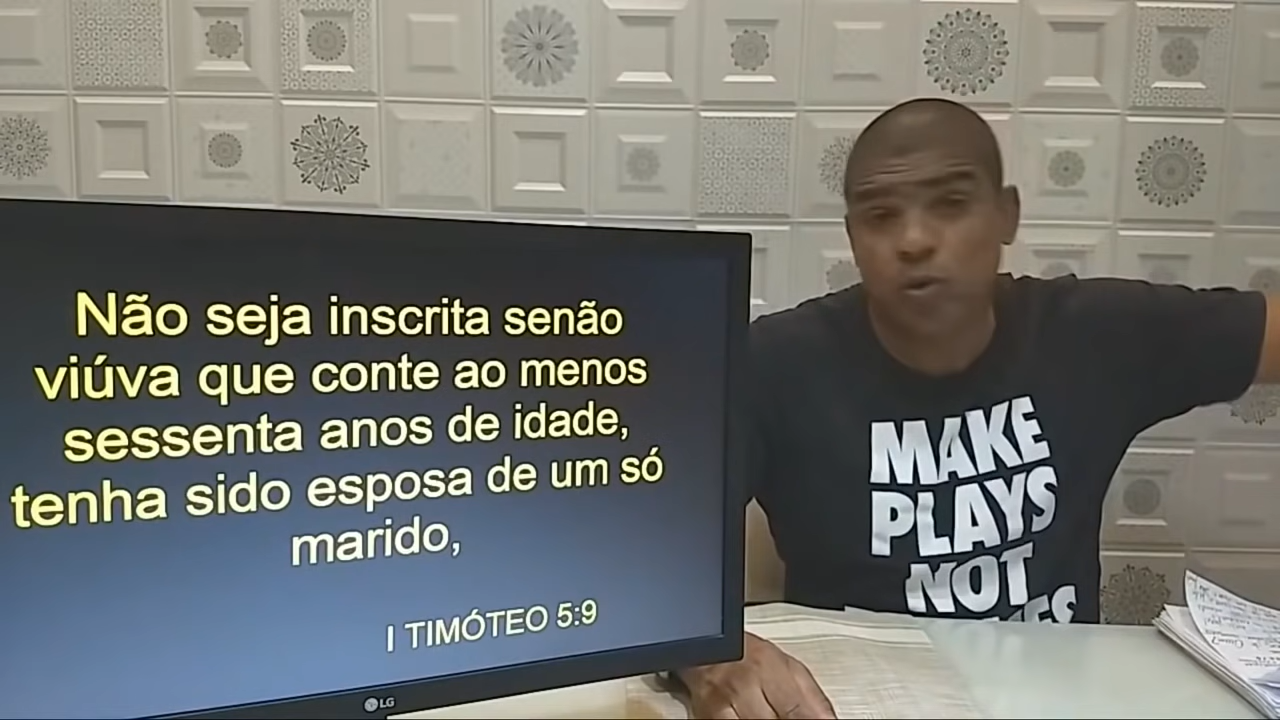 Não seja inscrita senão
viúva que conte ao menos
sessenta anos de idade,
tenha sido esposa de um só
marido,
I TIMÓTEO 5:9
LG
MAKE
PLAYS
NOT